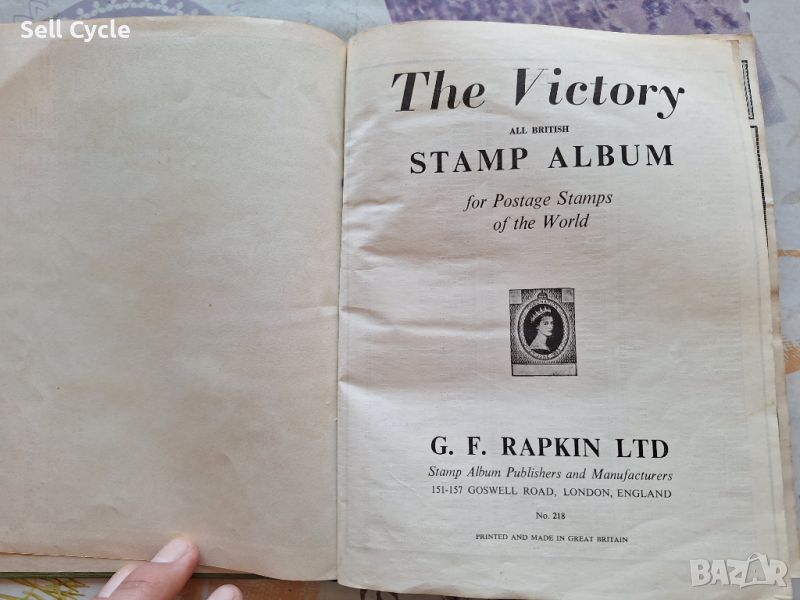 Sell Cycle
The Victory
ALL BRITISH
STAMP ALBUM
for Postage Stamps
of the World
G. F. RAPKIN LTD
Stamp Album Publishers and Manufacturers
151-157 GOSWELL ROAD, LONDON, ENGLAND
No. 218
PRINTED AND MADE IN GREAT BRITAIN
BAZAR